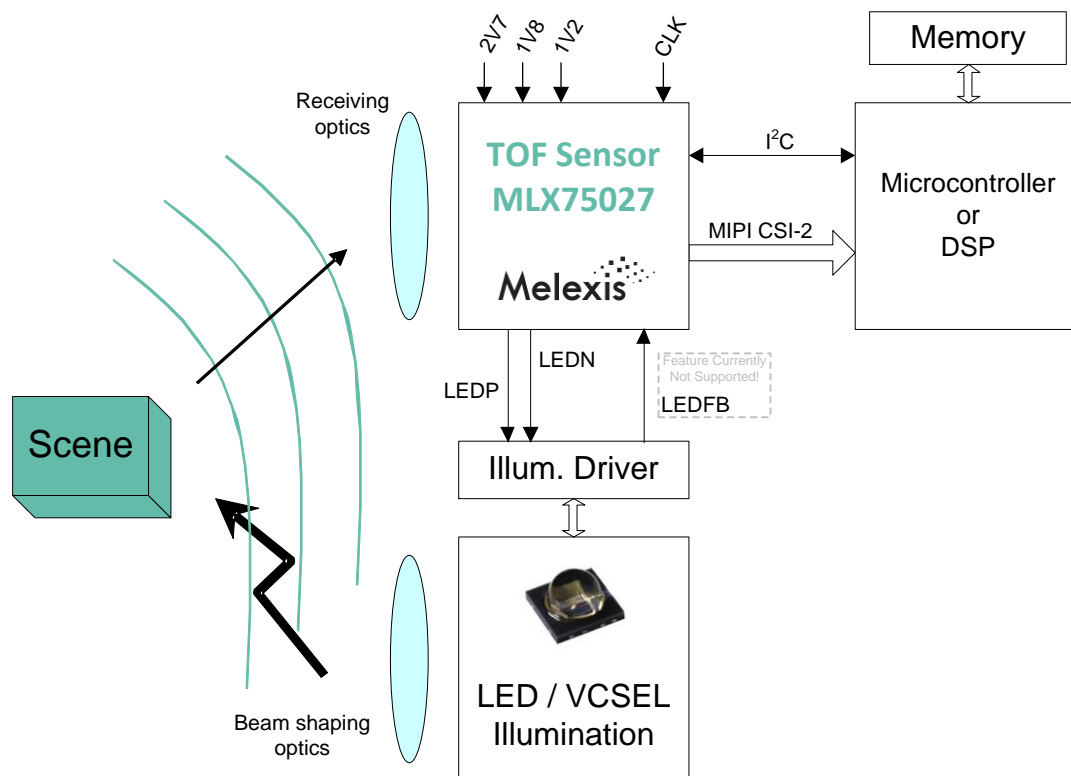 2V7
1V8
1V2
CLK
Memory
Receiving
optics
TOF Sensor
MLX75027
Melexis
I²C
MIPI CSI-2
Microcontroller
or
DSP
LEDP
LEDN
Feature Currently
Not Supported!
LEDFB
Scene
Illum. Driver
LED / VCSEL
Illumination
Beam shaping
optics